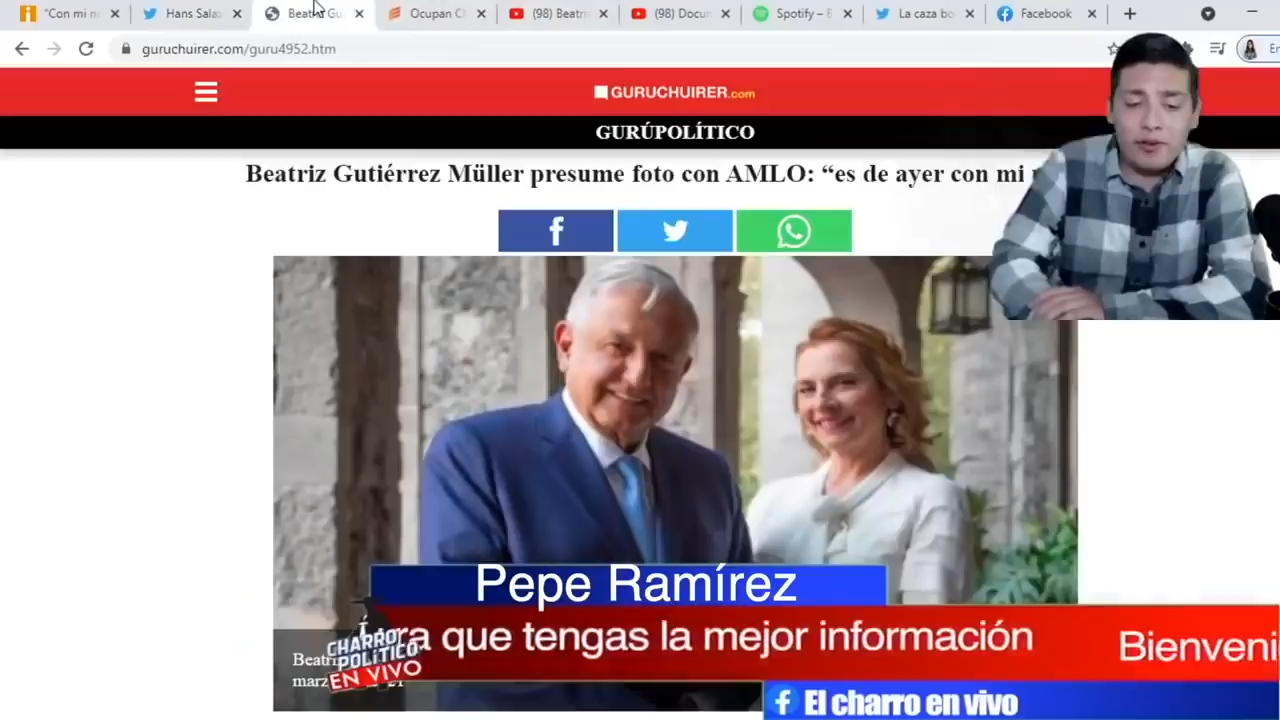 "Con mi n
Hans Sala
Beatriz Gu
Ocupan C
(98) Beatri
(98) Docun
Spotify – E
La caza bo
Facebook
guruchuirer.com/guru4952.htm
GURUCHUIRER.com
GURÚPOLÍTICO
Beatriz Gutiérrez Müller presume foto con AMLO: “es de ayer con mi
Pepe Ramírez
ra que tengas la mejor información
Bienveni
CHARRO
POLÍTICO
EN VIVO
Beatri
marz
El charro en vivo